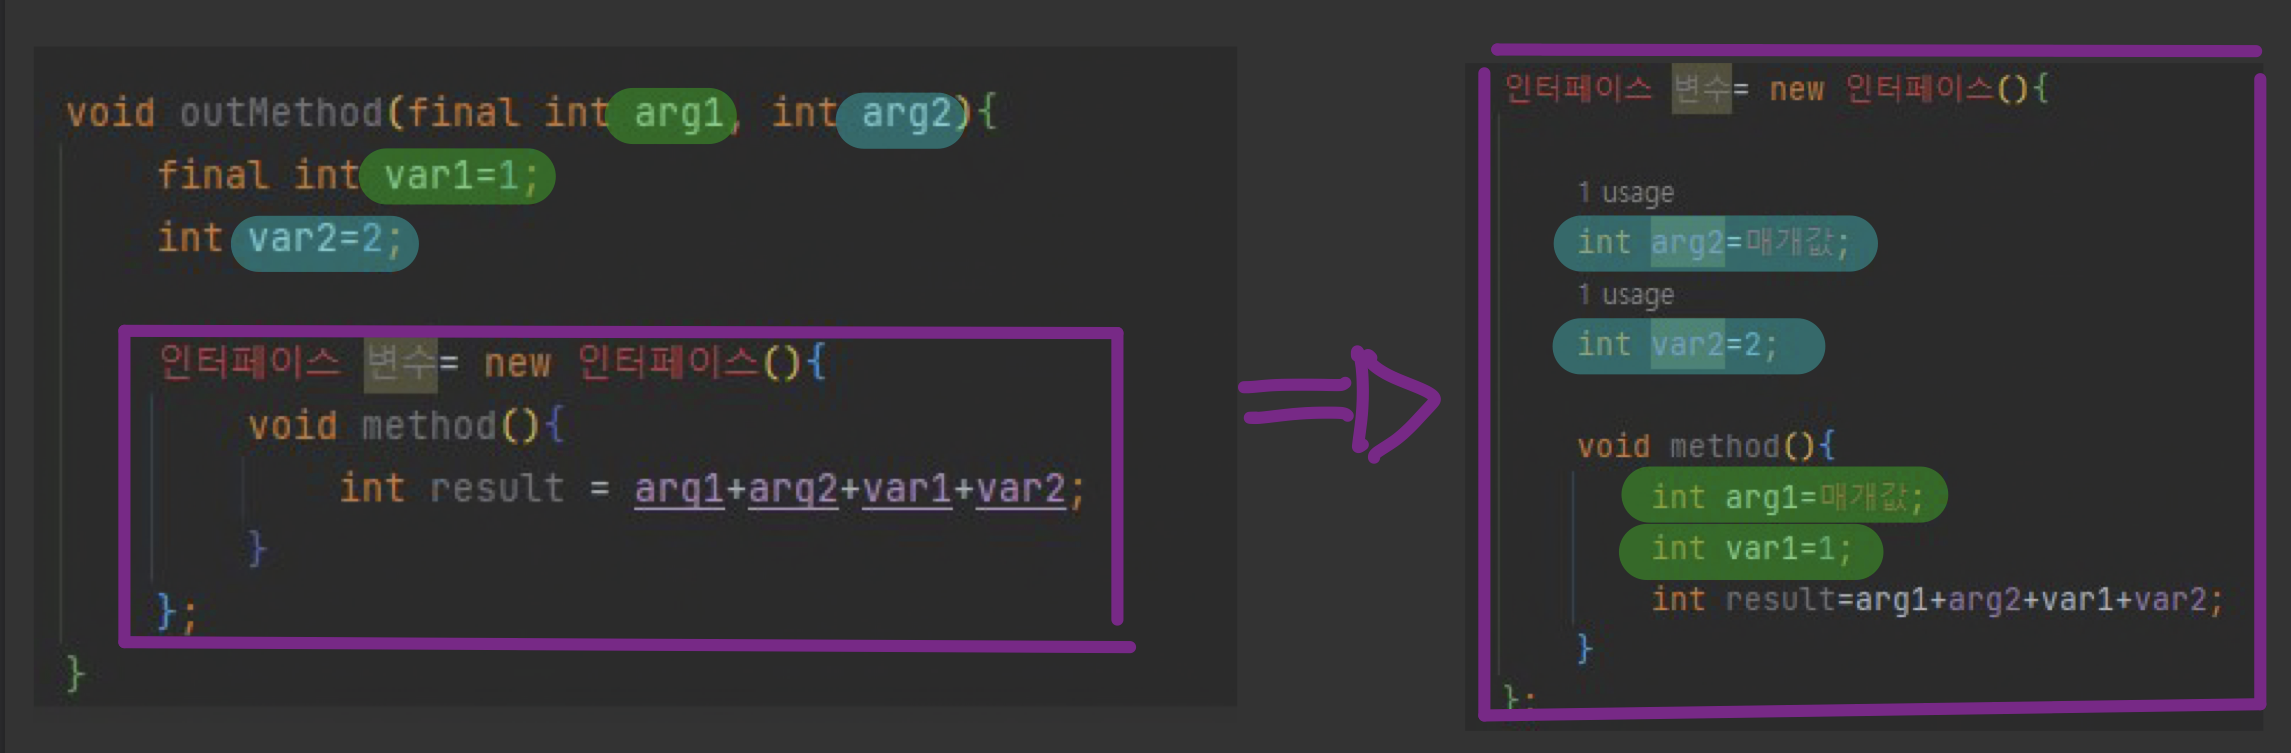 void outMethod(final int arg1, int arg2){
final int var1=1;
int var2=2;
인터페이스 변수= new 인터페이스(){
void method(){
int result = arg1+arg2+var1+var2;
}
};
}
인터페이스 변수= new 인터페이스(){
1 usage
int arg2=매개값;
1 usage
int var2=2;
void method(){
int arg1=매개값;
int var1=1;
int result=arg1+arg2+var1+var2;
}
};